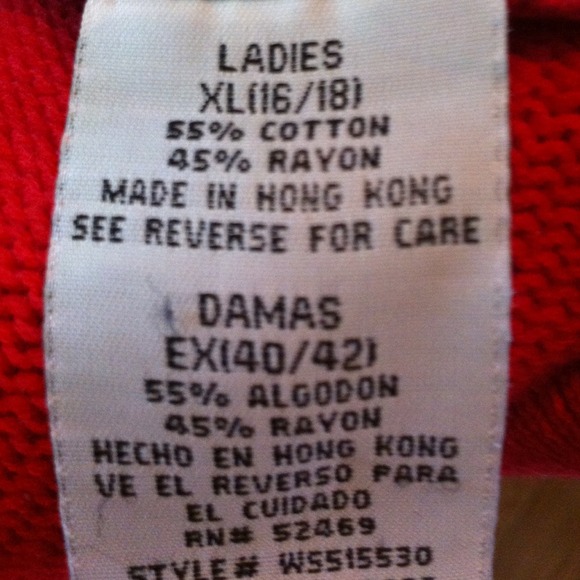 LADIES
XL(16/18)
55% COTTON
45% RAYON
MADE IN HONG KONG
SEE REVERSE FOR CARE
DAMAS
EX(40/42)
55% ALGODON
45% RAYON
HECHO EN HONG KONG
VE EL REVERSO PARA
EL CUIDADO
RN# 52469
STYLE# WS515530